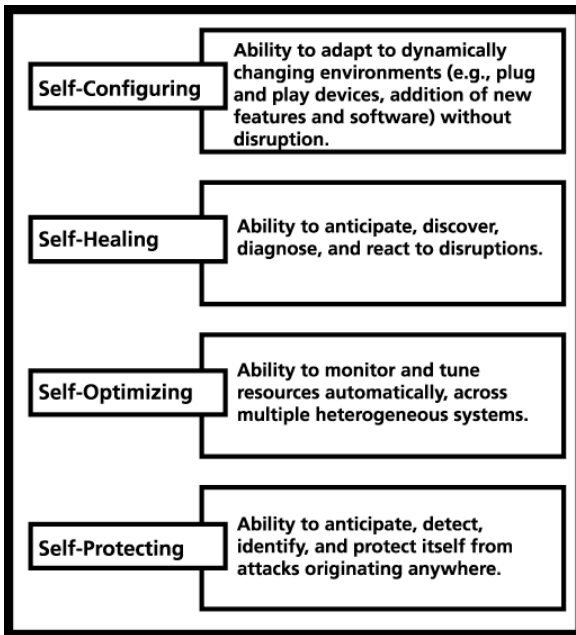 Self-Configuring
Ability to adapt to dynamically
changing environments (e.g., plug
and play devices, addition of new
features and software) without
disruption.
Self-Healing
Ability to anticipate, discover,
diagnose, and react to disruptions.
Self-Optimizing
Ability to monitor and tune
resources automatically, across
multiple heterogeneous systems.
Self-Protecting
Ability to anticipate, detect,
identify, and protect itself from
attacks originating anywhere.